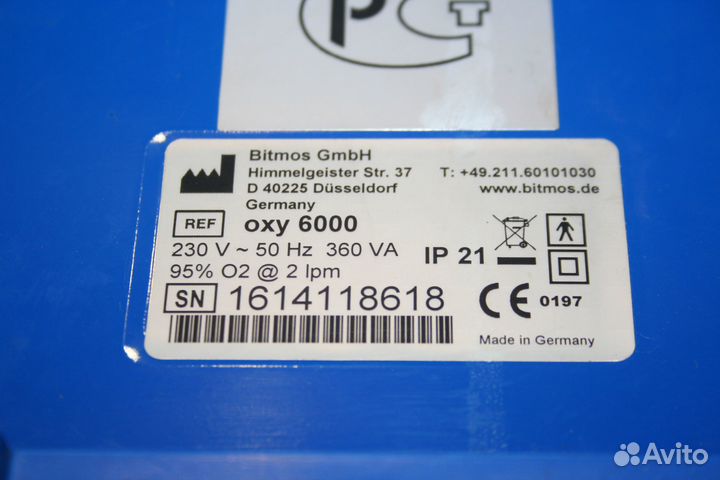 Bitmos GmbH
Himmelgeister Str. 37 T: +49.211.60101030
D 40225 Düsseldorf www.bitmos.de
Germany
REF oxy 6000
230 V ~ 50 Hz 360 VA IP 21
95% O2 @ 2 lpm
SN 1614118618 CE 0197
Made in Germany
Avito